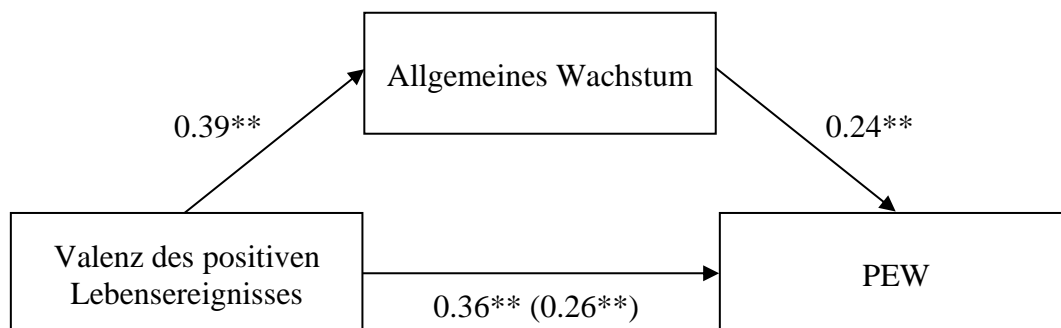 Allgemeines Wachstum
0.39**
0.24**
Valenz des positiven
Lebensereignisses
PEW
0.36** (0.26**)